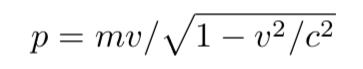 p = mv/√1 − v²/c²